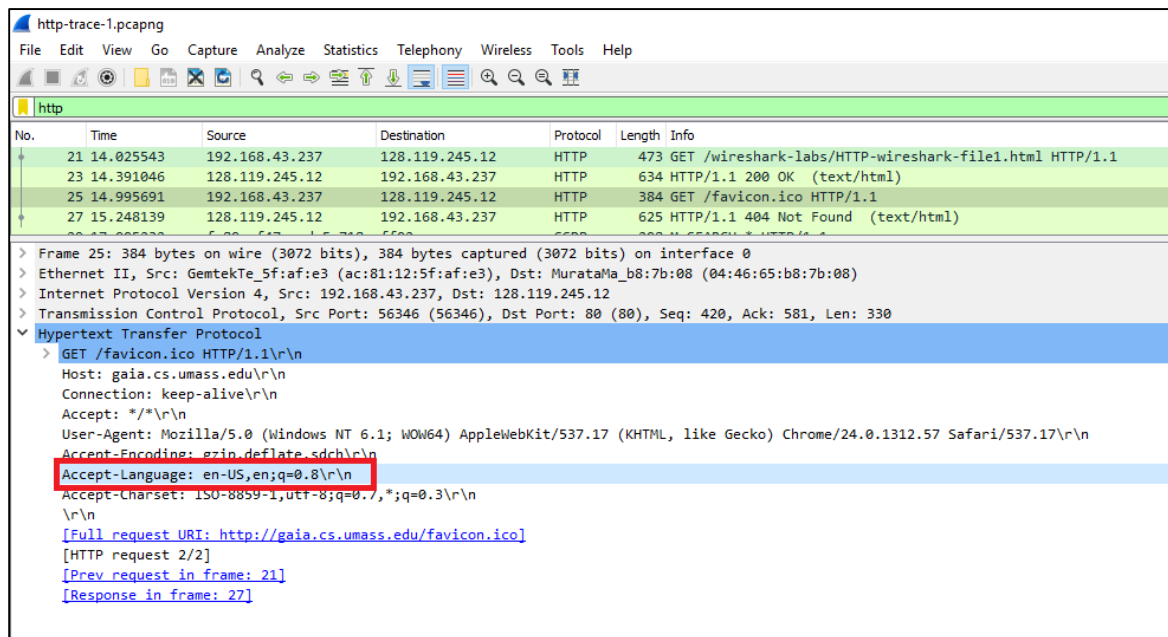 http-trace-1.pcapng
File Edit View Go Capture Analyze Statistics Telephony Wireless Tools Help
http
No. Time Source Destination Protocol Length Info
21 14.025543 192.168.43.237 128.119.245.12 HTTP 473 GET /wireshark-labs/HTTP-wireshark-file1.html HTTP/1.1
23 14.391046 128.119.245.12 192.168.43.237 HTTP 634 HTTP/1.1 200 OK (text/html)
25 14.995691 192.168.43.237 128.119.245.12 HTTP 384 GET /favicon.ico HTTP/1.1
27 15.248139 128.119.245.12 192.168.43.237 HTTP 625 HTTP/1.1 404 Not Found (text/html)
> Frame 25: 384 bytes on wire (3072 bits), 384 bytes captured (3072 bits) on interface 0
> Ethernet II, Src: GemtekTe_5f:af:e3 (ac:81:12:5f:af:e3), Dst: MurataMa_b8:7b:08 (04:46:65:b8:7b:08)
> Internet Protocol Version 4, Src: 192.168.43.237, Dst: 128.119.245.12
> Transmission Control Protocol, Src Port: 56346 (56346), Dst Port: 80 (80), Seq: 420, Ack: 581, Len: 330
Hypertext Transfer Protocol
> GET /favicon.ico HTTP/1.1\r\n
Host: gaia.cs.umass.edu\r\n
Connection: keep-alive\r\n
Accept: */*\r\n
User-Agent: Mozilla/5.0 (Windows NT 6.1; WOW64) AppleWebKit/537.17 (KHTML, like Gecko) Chrome/24.0.1312.57 Safari/537.17\r\n
Accept-Encoding: gzip,deflate,sdch\r\n
Accept-Language: en-US,en;q=0.8\r\n
Accept-Charset: ISO-8859-1,utf-8;q=0.7,*;q=0.3\r\n
\r\n
[Full request URI: http://gaia.cs.umass.edu/favicon.ico]
[HTTP request 2/2]
[Prev request in frame: 21]
[Response in frame: 27]